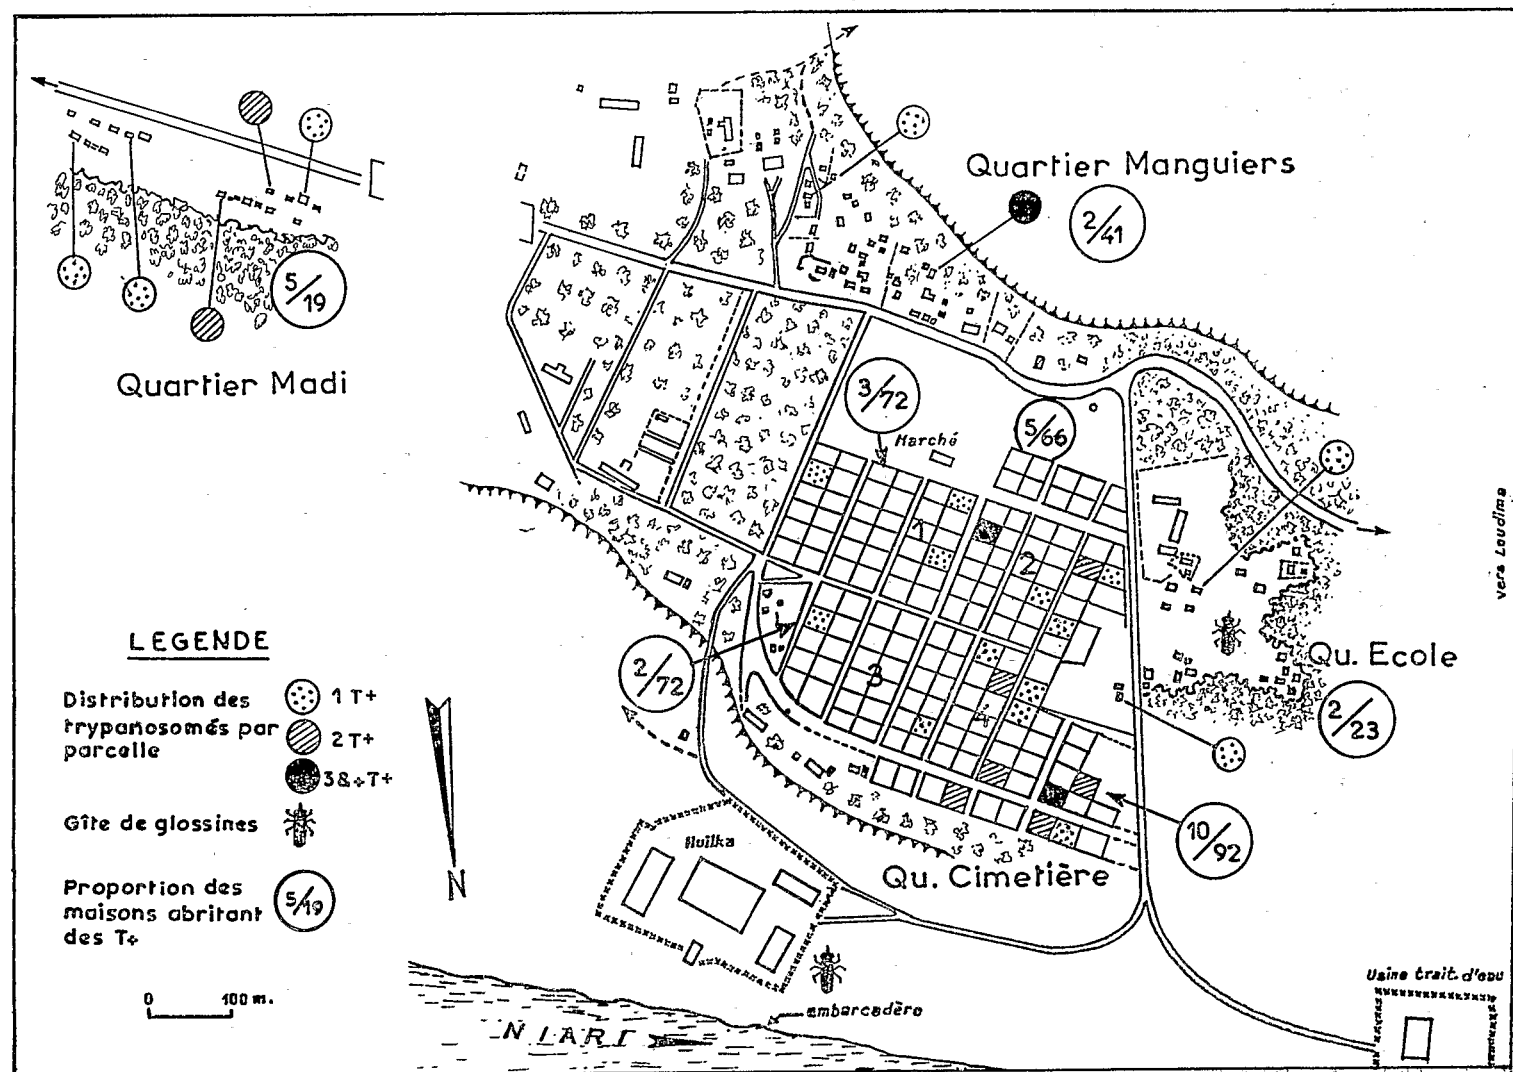 Quartier Manguiers
2/41
5/19
Quartier Madi
3/72
Marché
5/66
1
2
vers Loudima
LEGENDE
Distribution des
trypanosomés par
parcelle
1 T+
2 T+
3&+T+
Gîte de glossines
Proportion des
maisons abritant
des T+
5/19
0 100 m.
N
2/72
3
4
Qu. Ecole
2/23
10/92
Qu. Cimetière
Huilka
embarcadère
NIARI
Usine trait. d'eau